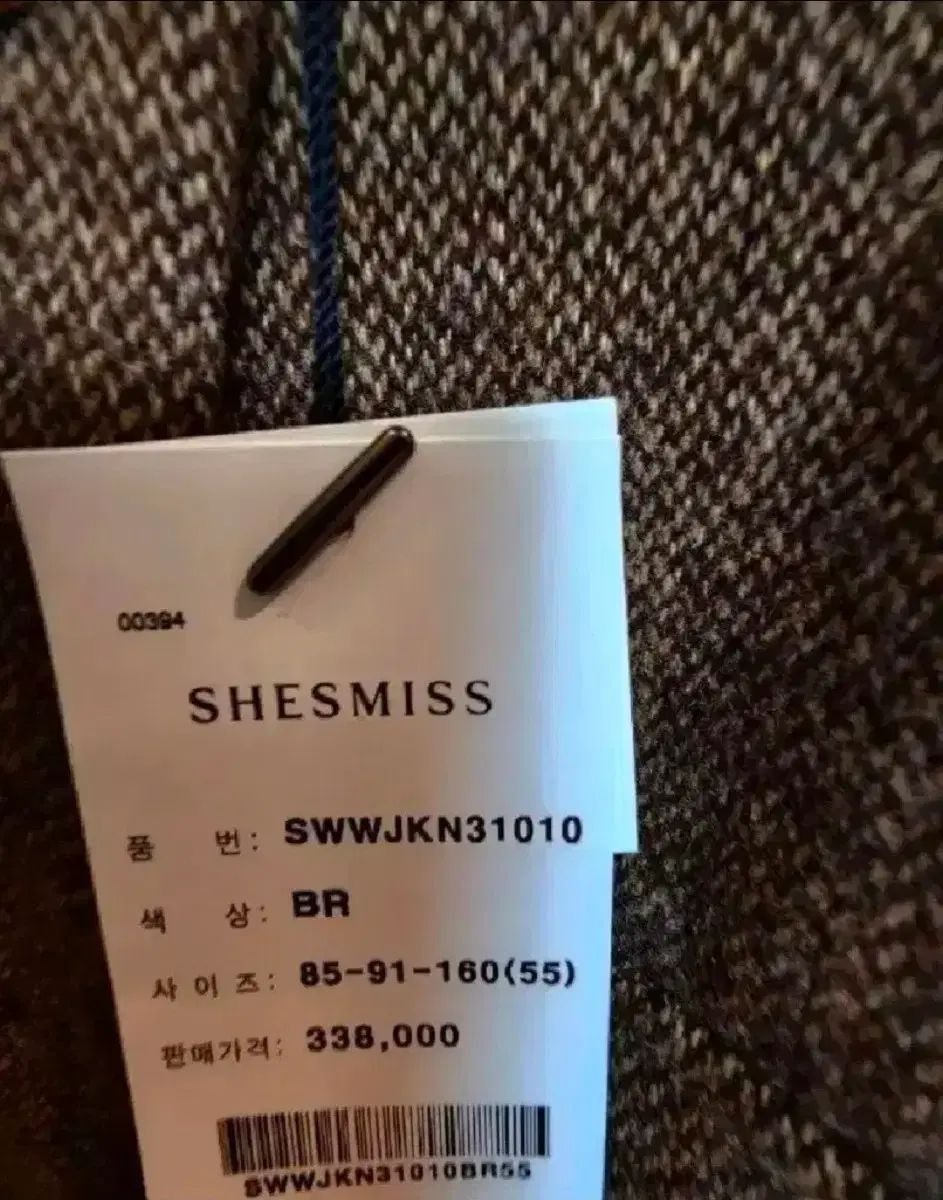 00394
SHESMISS
품 번: SWWJKN31010
색 상: BR
사 이 즈: 85-91-160(55)
판매가격: 338,000
SWWJKN31010BR55